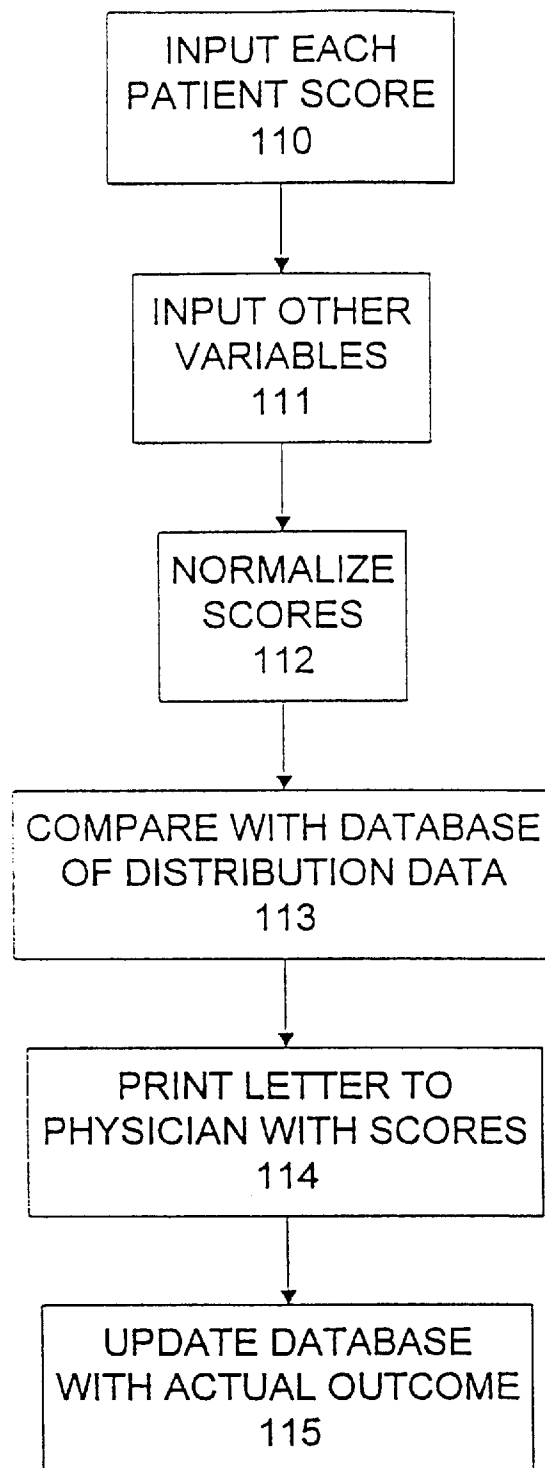 INPUT EACH
PATIENT SCORE
110
INPUT OTHER
VARIABLES
111
NORMALIZE
SCORES
112
COMPARE WITH DATABASE
OF DISTRIBUTION DATA
113
PRINT LETTER TO
PHYSICIAN WITH SCORES
114
UPDATE DATABASE
WITH ACTUAL OUTCOME
115